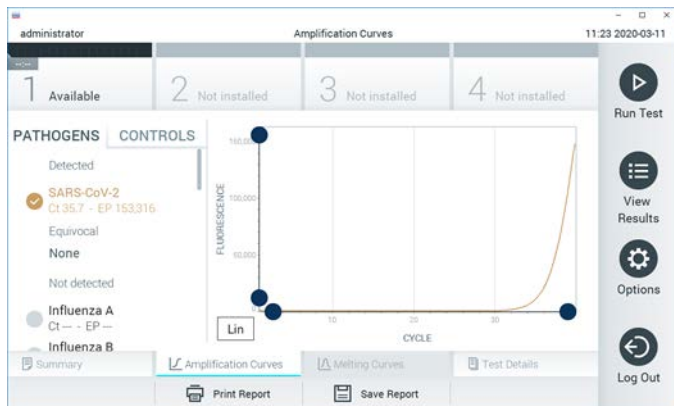 administrator
Amplification Curves
11:23 2020-03-11
--:--
1 Available
2 Not installed
3 Not installed
4 Not installed
Run Test
PATHOGENS
CONTROLS
Detected
SARS-CoV-2
Ct 35.7 - EP 153,316
Equivocal
None
Not detected
Influenza A
Ct --- - EP ---
Influenza B
FLUORESCENCE
160,000
100,000
50,000
0
10
20
30
CYCLE
Lin
View
Results
Options
Log Out
Summary
Amplification Curves
Melting Curves
Test Details
Print Report
Save Report